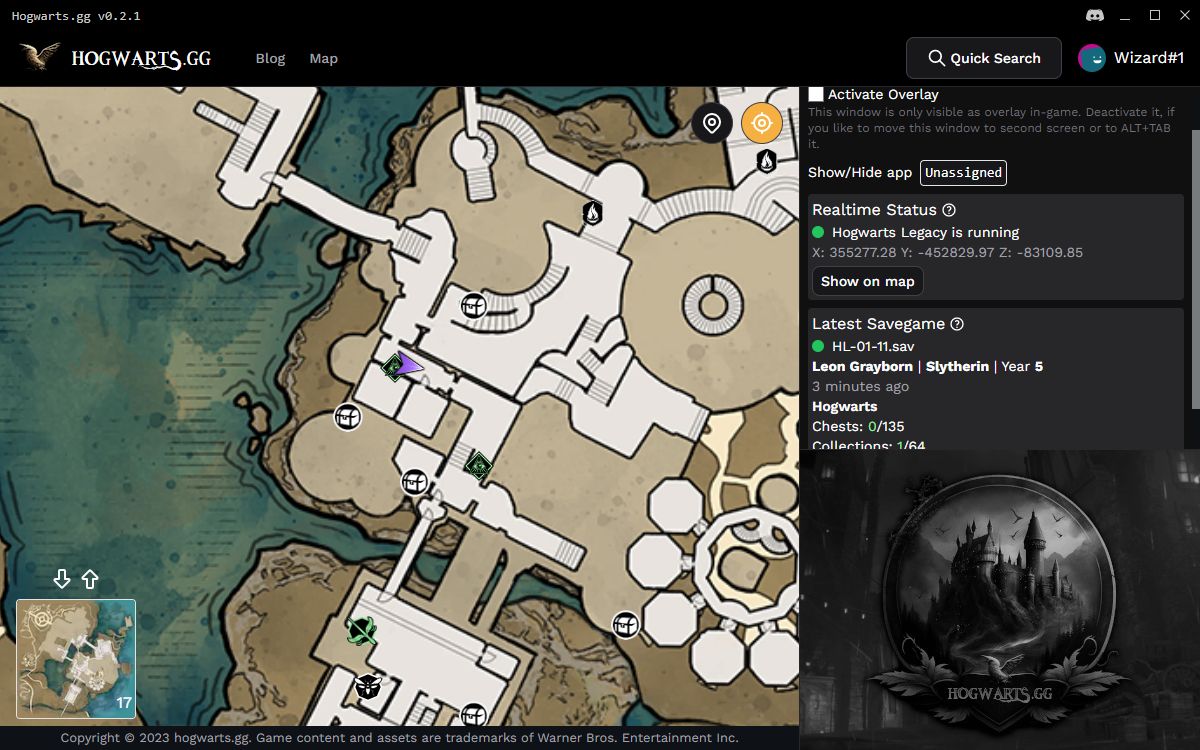 Hogwarts.gg v0.2.1
HOGWARTS.GG
Blog
Map
Quick Search
Wizard#1
Activate Overlay
This window is only visible as overlay in-game. Deactivate it, if
you like to move this window to second screen or to ALT+TAB
it.
Show/Hide app Unassigned
Realtime Status
Hogwarts Legacy is running
X: 355277.28 Y: -452829.97 Z: -83109.85
Show on map
Latest Savegame
HL-01-11.sav
Leon Grayborn | Slytherin | Year 5
3 minutes ago
Hogwarts
Chests: 0/135
Collections: 1/64
17
HOGWARTS.GG
Copyright © 2023 hogwarts.gg. Game content and assets are trademarks of Warner Bros. Entertainment Inc.